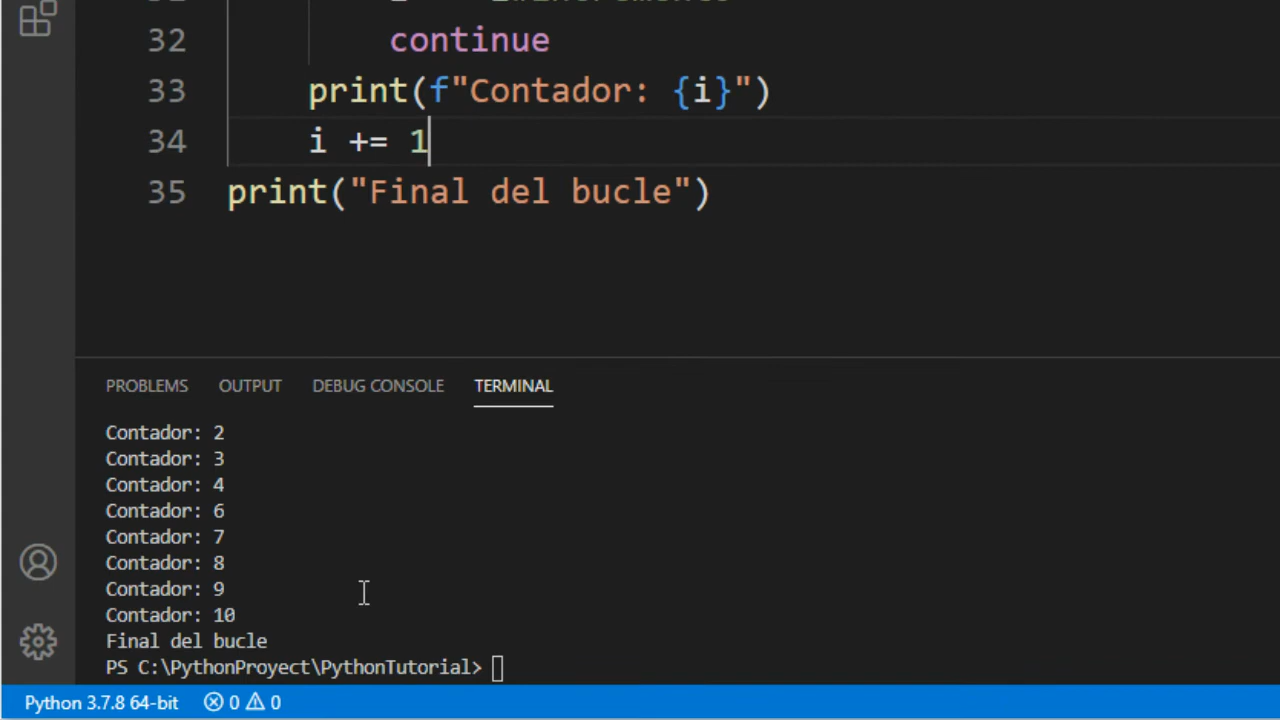 32 continue
33 print(f"Contador: {i}")
34 i += 1
35 print("Final del bucle")
PROBLEMS OUTPUT DEBUG CONSOLE TERMINAL
Contador: 2
Contador: 3
Contador: 4
Contador: 6
Contador: 7
Contador: 8
Contador: 9
Contador: 10
Final del bucle
PS C:\PythonProyect\PythonTutorial>
Python 3.7.8 64-bit 0 0